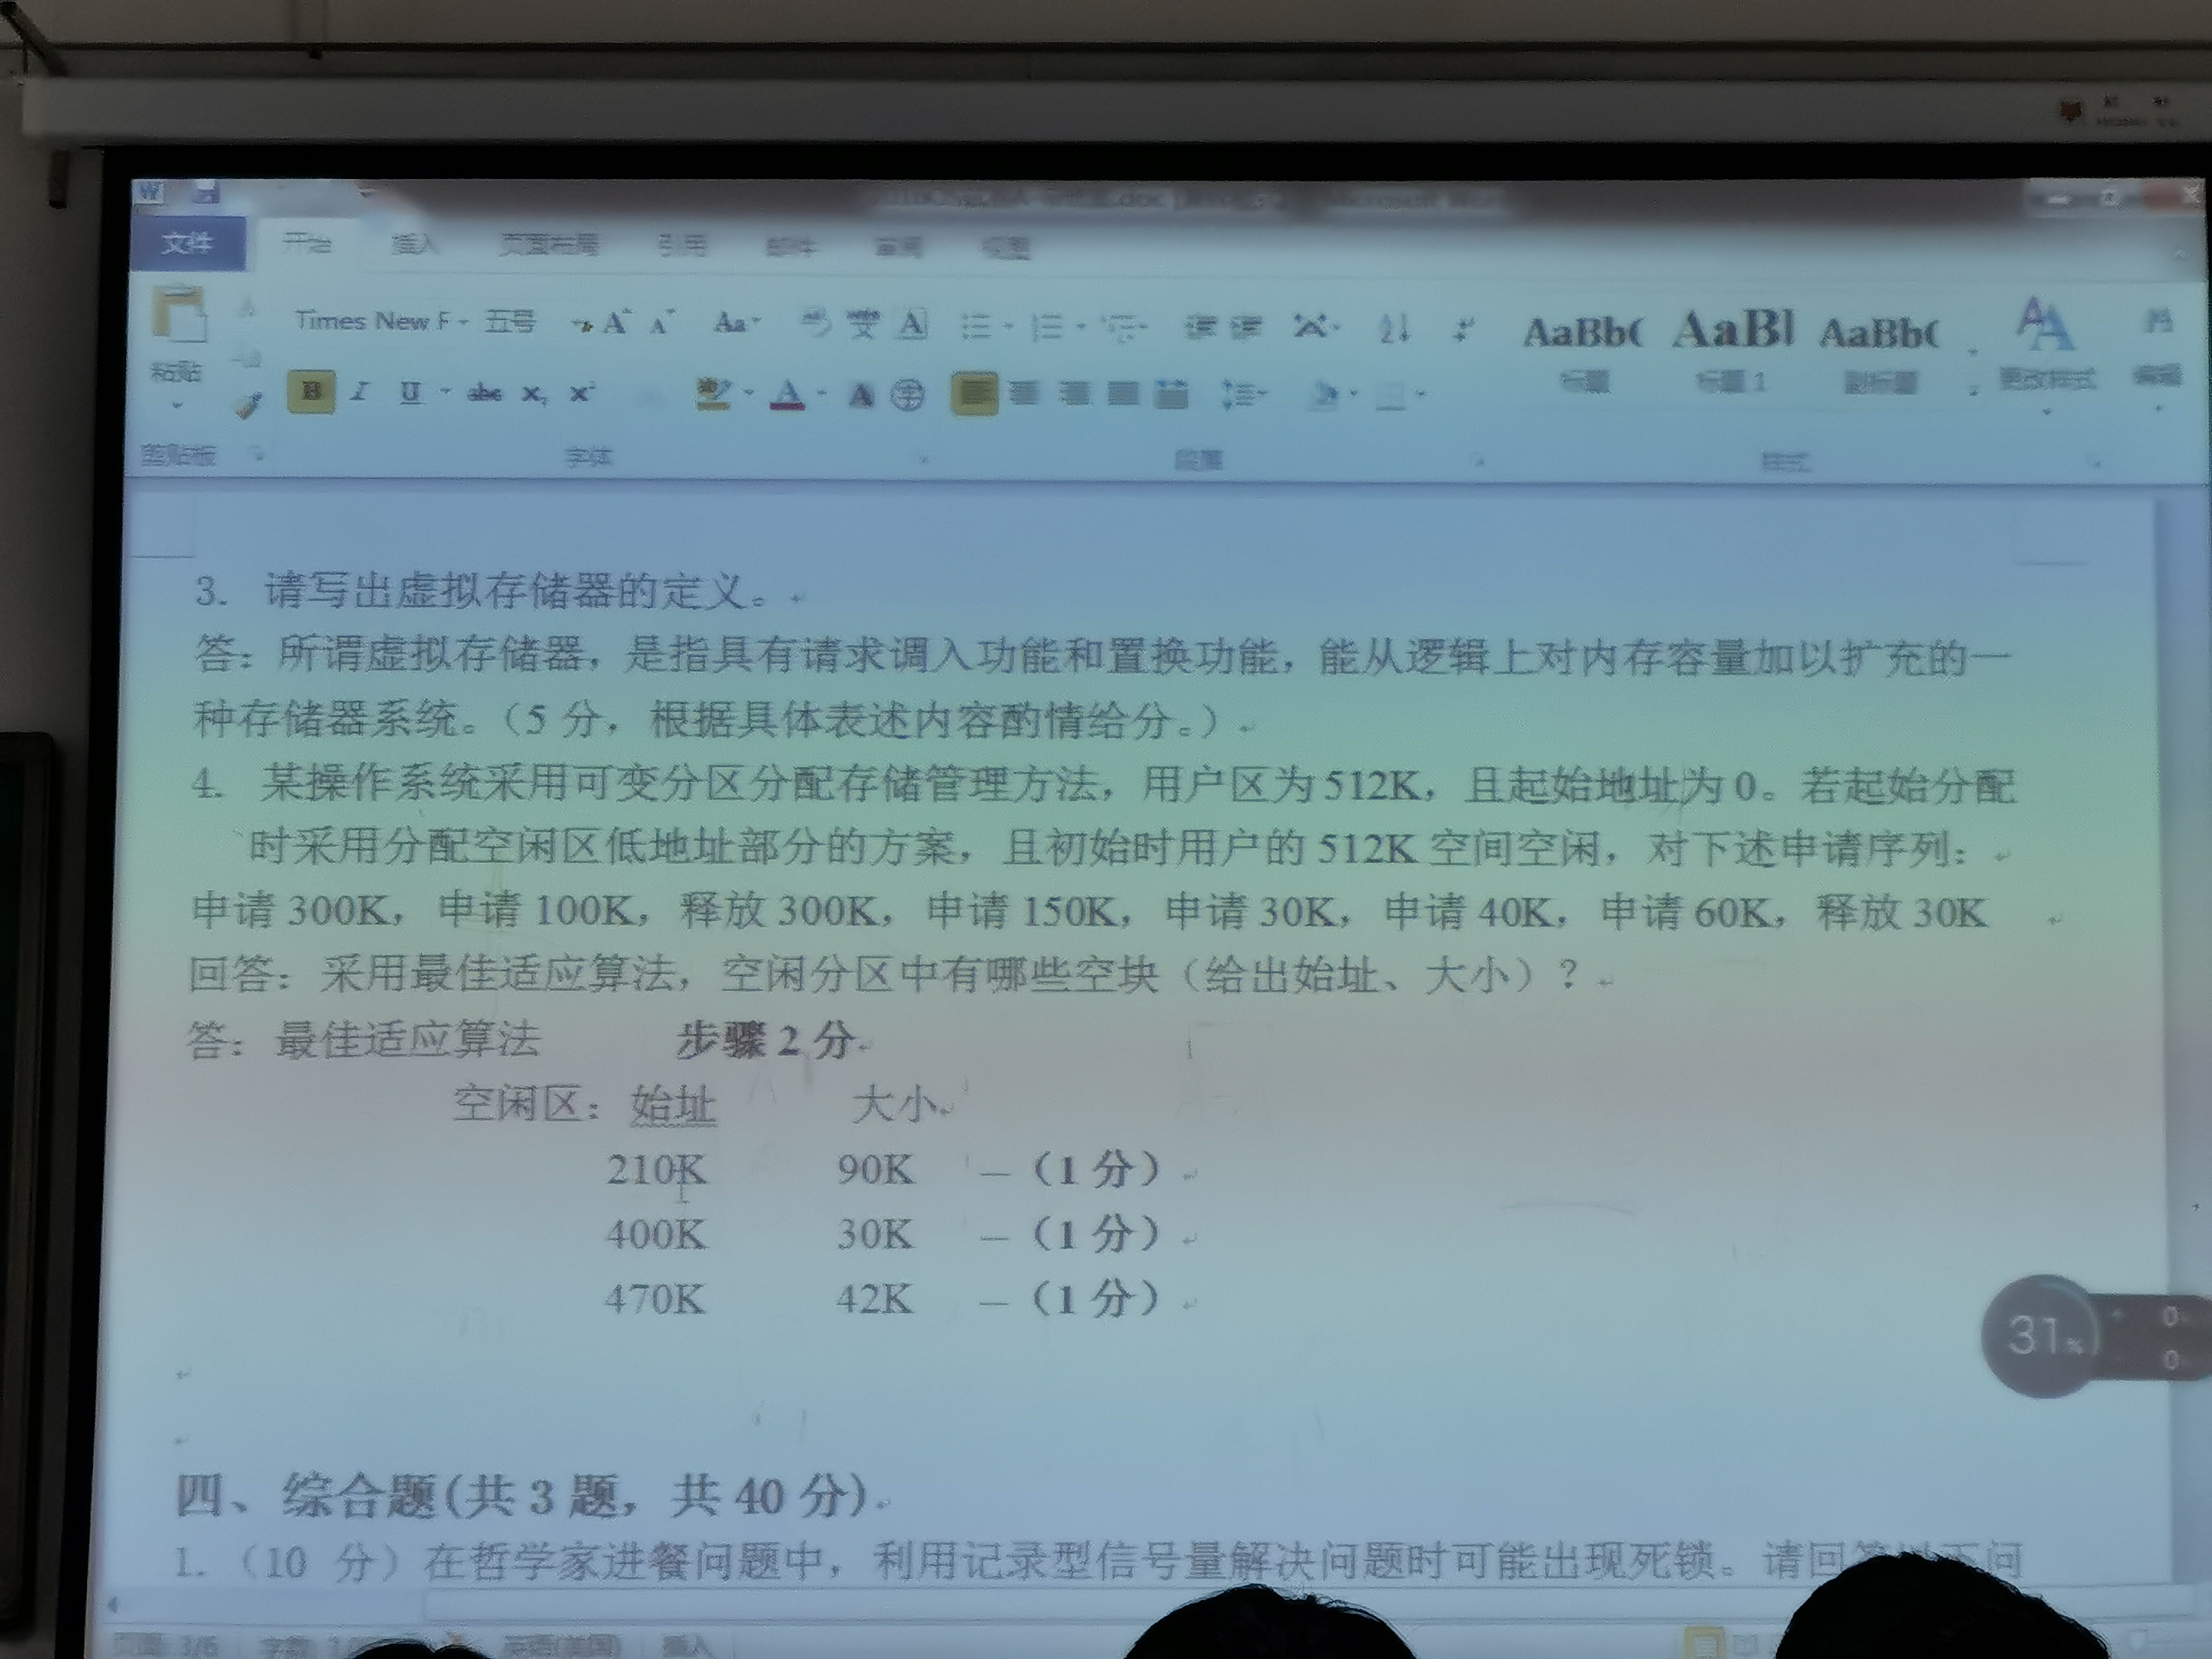 文件 开始 插入 页面布局 引用 邮件 审阅 视图
Times New F 五号 Aa AaBb( AaBl AaBb(
粘贴 B I U abc 标题 标题 1 副标题 更改样式 编辑
剪贴板 字体 段落 样式
3. 请写出虚拟存储器的定义。
答：所谓虚拟存储器，是指具有请求调入功能和置换功能，能从逻辑上对内存容量加以扩充的一
种存储器系统。（5 分，根据具体表述内容酌情给分。）
4. 某操作系统采用可变分区分配存储管理方法，用户区为 512K，且起始地址为 0。若起始分配
时采用分配空闲区低地址部分的方案，且初始时用户的 512K 空间空闲，对下述申请序列：
申请 300K，申请 100K，释放 300K，申请 150K，申请 30K，申请 40K，申请 60K，释放 30K
回答：采用最佳适应算法，空闲分区中有哪些空块（给出始址、大小）？
答：最佳适应算法 步骤 2 分
空闲区：始址 大小
210K 90K —（1 分）
400K 30K —（1 分）
470K 42K —（1 分）
31%
四、综合题(共 3 题，共 40 分)
1.（10 分）在哲学家进餐问题中，利用记录型信号量解决问题时可能出现死锁。请回
页面: 3/6 英语(美国) 插入